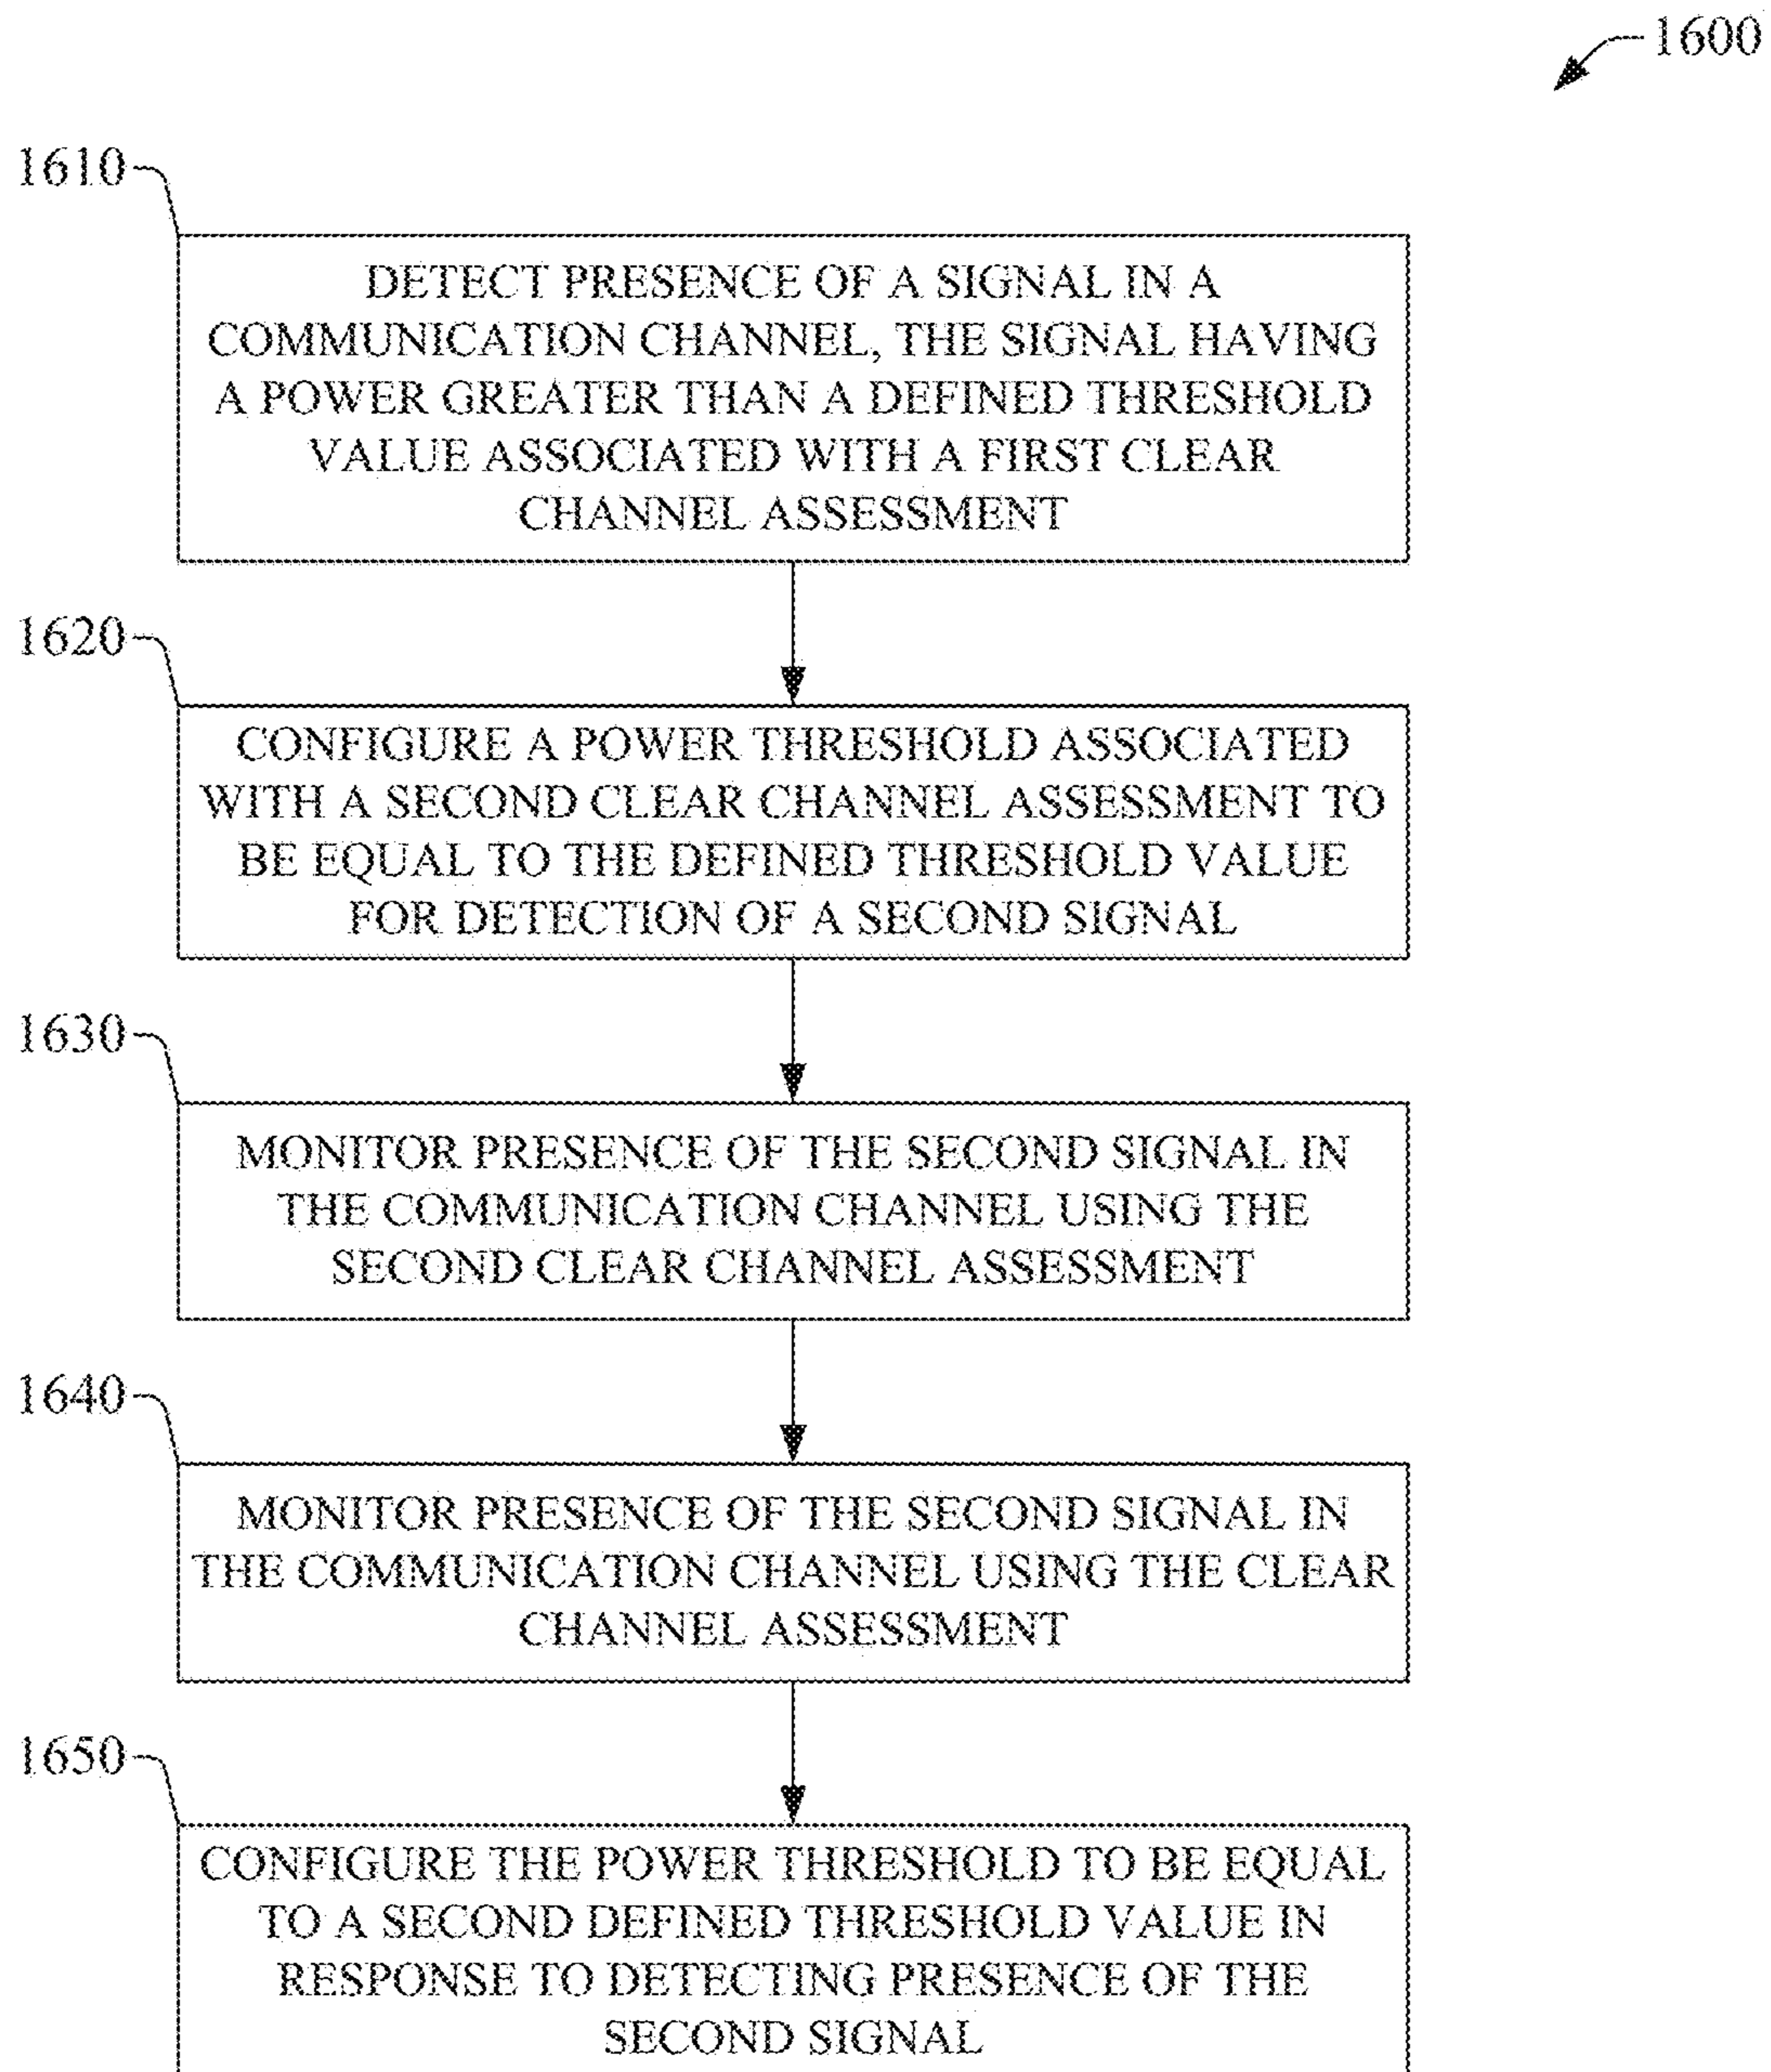 1600
1610
DETECT PRESENCE OF A SIGNAL IN A
COMMUNICATION CHANNEL, THE SIGNAL HAVING
A POWER GREATER THAN A DEFINED THRESHOLD
VALUE ASSOCIATED WITH A FIRST CLEAR
CHANNEL ASSESSMENT
1620
CONFIGURE A POWER THRESHOLD ASSOCIATED
WITH A SECOND CLEAR CHANNEL ASSESSMENT TO
BE EQUAL TO THE DEFINED THRESHOLD VALUE
FOR DETECTION OF A SECOND SIGNAL
1630
MONITOR PRESENCE OF THE SECOND SIGNAL IN
THE COMMUNICATION CHANNEL USING THE
SECOND CLEAR CHANNEL ASSESSMENT
1640
MONITOR PRESENCE OF THE SECOND SIGNAL IN
THE COMMUNICATION CHANNEL USING THE CLEAR
CHANNEL ASSESSMENT
1650
CONFIGURE THE POWER THRESHOLD TO BE EQUAL
TO A SECOND DEFINED THRESHOLD VALUE IN
RESPONSE TO DETECTING PRESENCE OF THE
SECOND SIGNAL